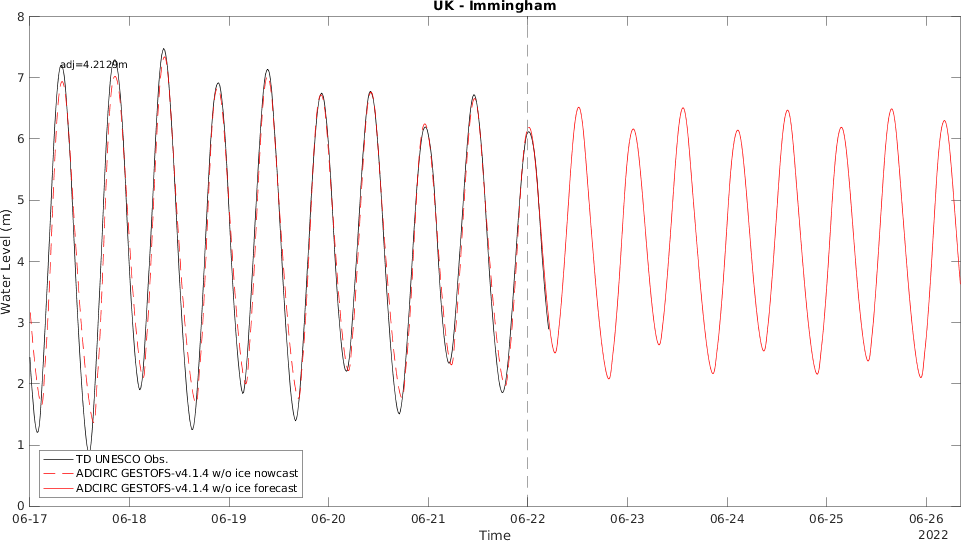 UK - Immingham
8
adj=4.2129m
7
6
5
4
3
2
1
0
Water Level (m)
TD UNESCO Obs.
ADCIRC GESTOFS-v4.1.4 w/o ice nowcast
ADCIRC GESTOFS-v4.1.4 w/o ice forecast
06-17 06-18 06-19 06-20 06-21 06-22 06-23 06-24 06-25 06-26
Time
2022